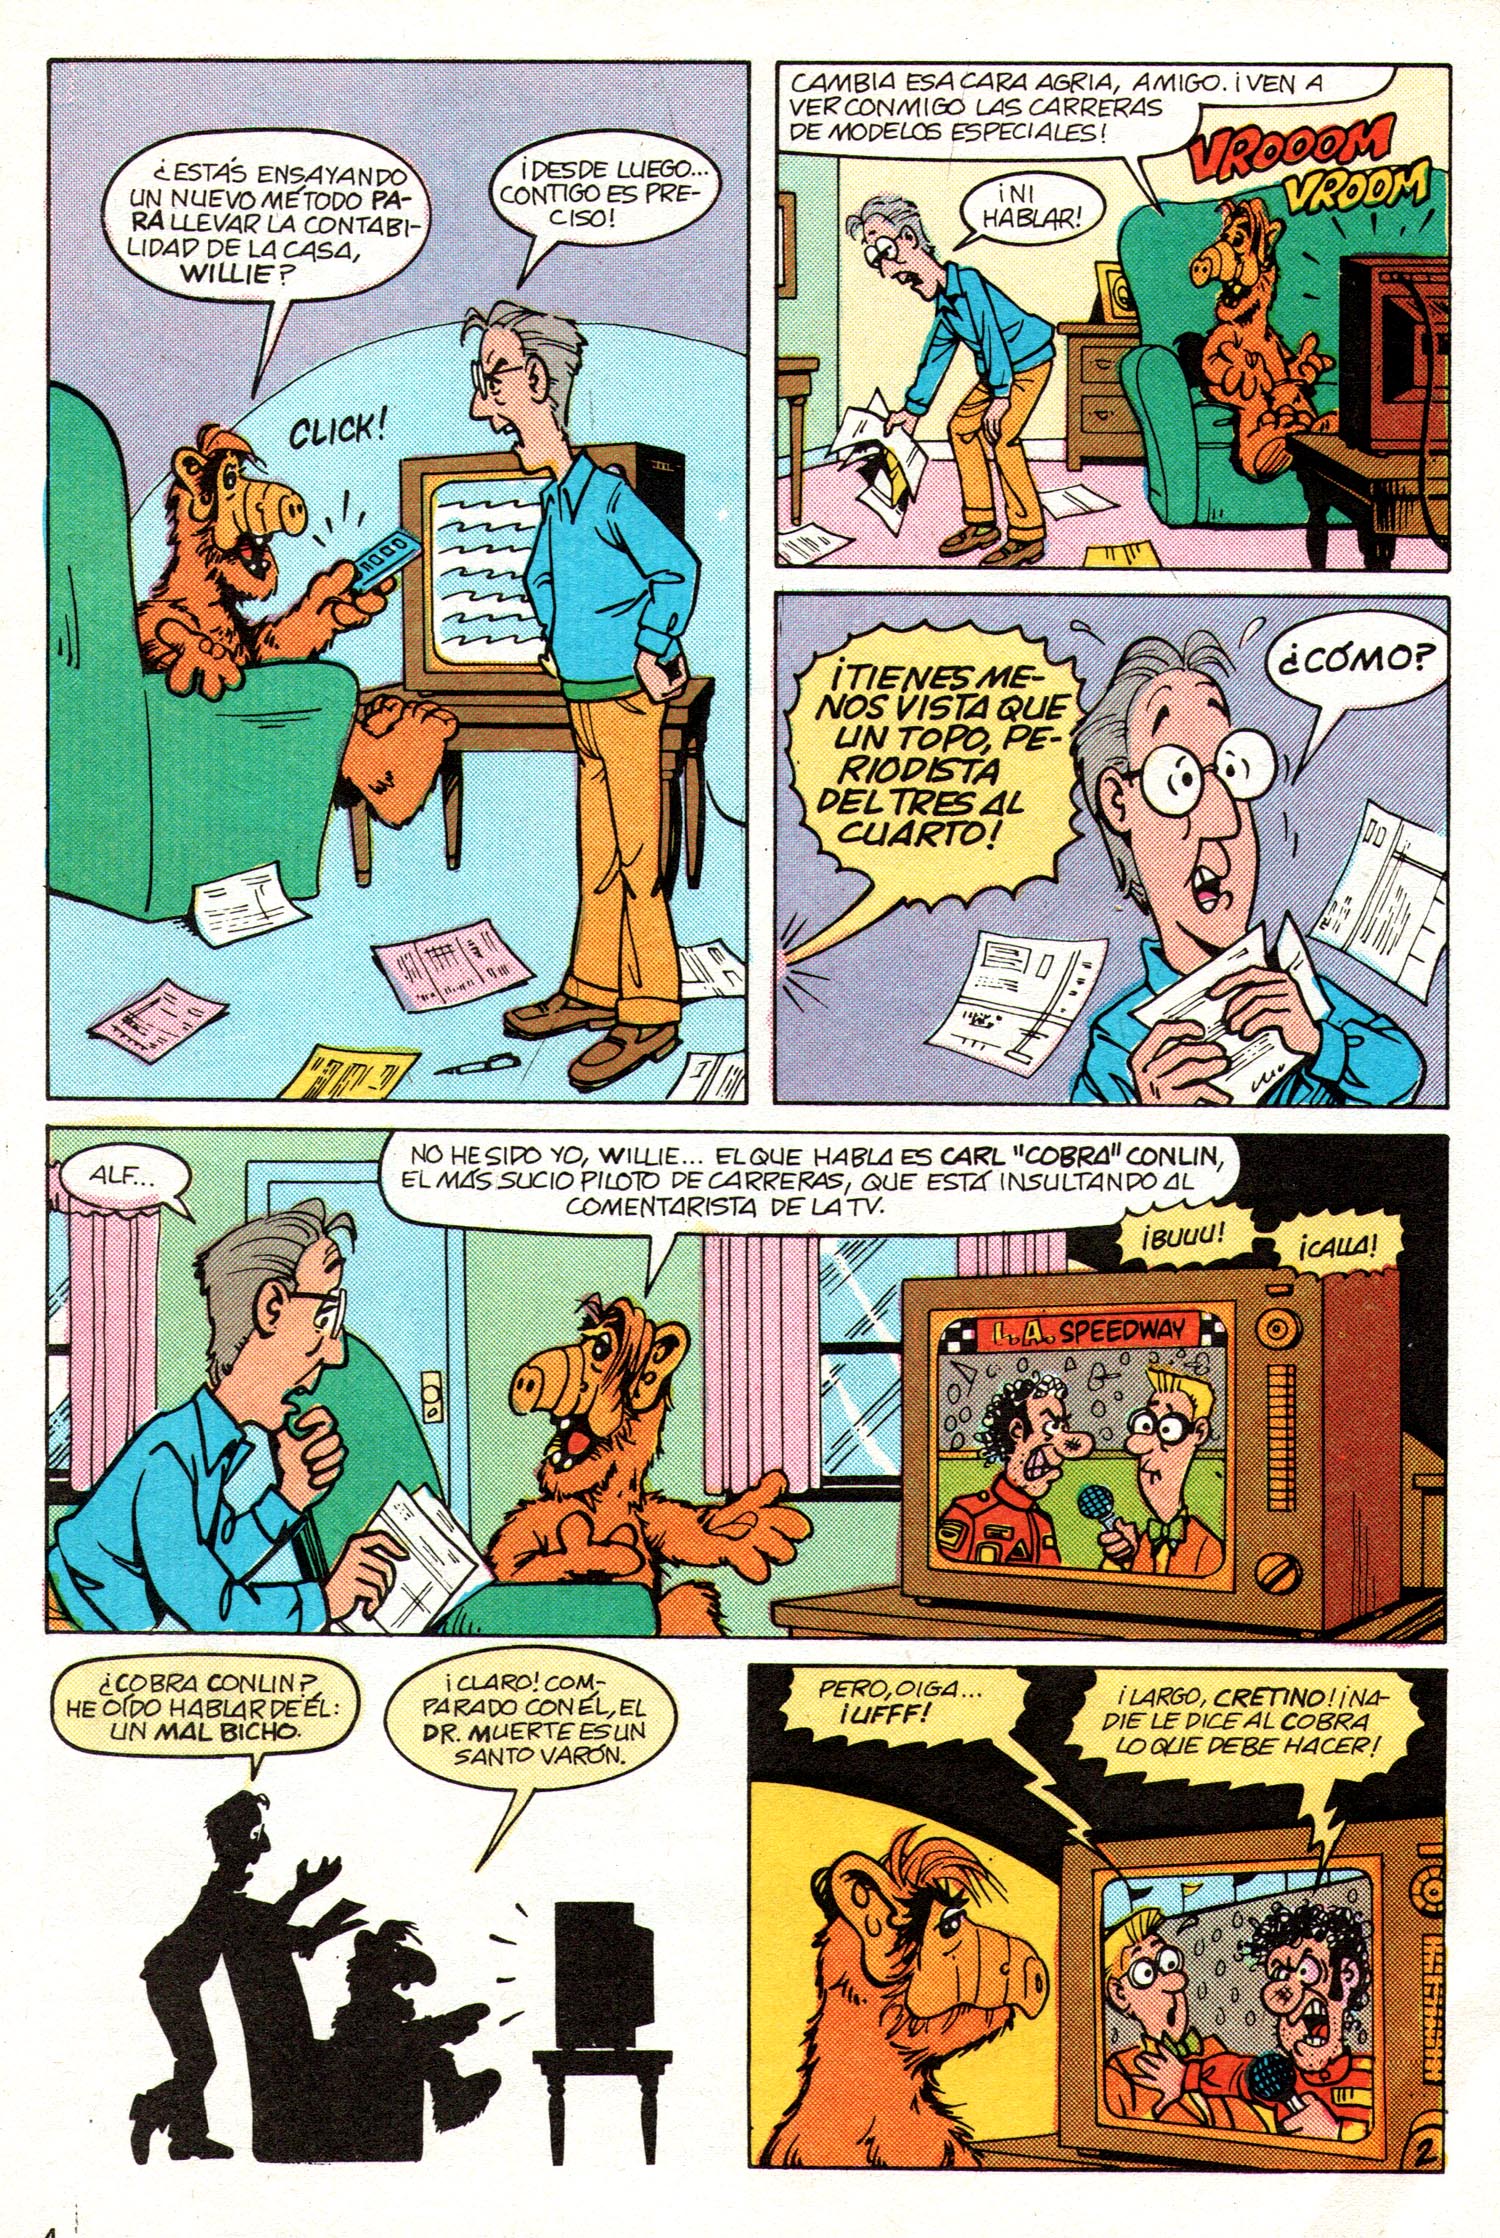 ¿ESTÁS ENSAYANDO
UN NUEVO MÉTODO PA-
RA LLEVAR LA CONTABI-
LIDAD DE LA CASA,
WILLIE?
¡DESDE LUEGO...
CONTIGO ES PRE-
CISO!
CLICK!
CAMBIA ESA CARA AGRIA, AMIGO. ¡VEN A
VER CONMIGO LAS CARRERAS
DE MODELOS ESPECIALES!
¡NI
HABLAR!
VROOOM
VROOM
¡TIENES ME-
NOS VISTA QUE
UN TOPO, PE-
RIODISTA
DEL TRES AL
CUARTO!
¿CÓMO?
ALF...
NO HE SIDO YO, WILLIE... EL QUE HABLA ES CARL "COBRA" CONLIN,
EL MÁS SUCIO PILOTO DE CARRERAS, QUE ESTÁ INSULTANDO AL
COMENTARISTA DE LA TV.
¡BUUU!
¡CALLA!
L.A. SPEEDWAY
¿COBRA CONLIN?
HE OÍDO HABLAR DE ÉL:
UN MAL BICHO.
¡CLARO! COM-
PARADO CON ÉL, EL
DR. MUERTE ES UN
SANTO VARÓN.
PERO, OIGA...
¡UFFF!
¡LARGO, CRETINO! ¡NA-
DIE LE DICE AL COBRA
LO QUE DEBE HACER!
2